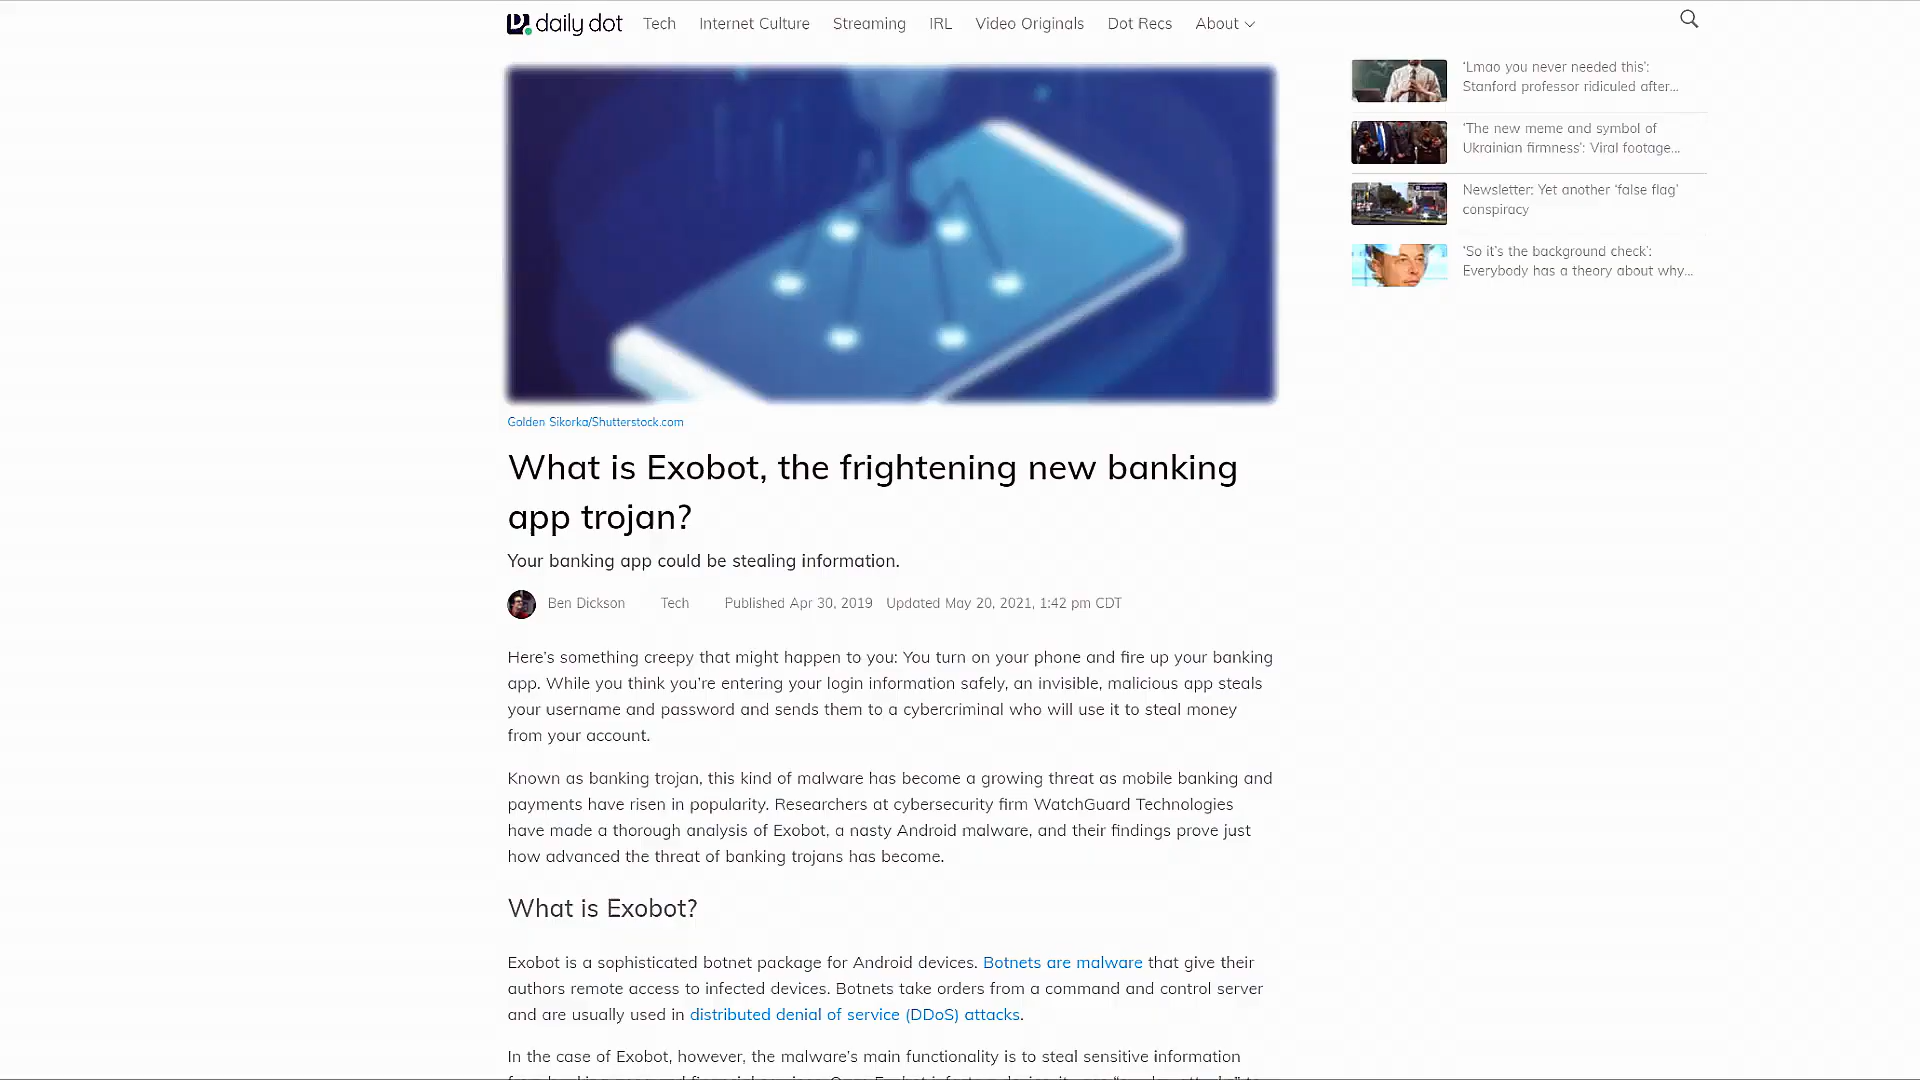 daily dot Tech Internet Culture Streaming IRL Video Originals Dot Recs About
Golden Sikorka/Shutterstock.com
What is Exobot, the frightening new banking
app trojan?
Your banking app could be stealing information.
Ben Dickson Tech Published Apr 30, 2019 Updated May 20, 2021, 1:42 pm CDT
Here’s something creepy that might happen to you: You turn on your phone and fire up your banking
app. While you think you’re entering your login information safely, an invisible, malicious app steals
your username and password and sends them to a cybercriminal who will use it to steal money
from your account.
Known as banking trojan, this kind of malware has become a growing threat as mobile banking and
payments have risen in popularity. Researchers at cybersecurity firm WatchGuard Technologies
have made a thorough analysis of Exobot, a nasty Android malware, and their findings prove just
how advanced the threat of banking trojans has become.
What is Exobot?
Exobot is a sophisticated botnet package for Android devices. Botnets are malware that give their
authors remote access to infected devices. Botnets take orders from a command and control server
and are usually used in distributed denial of service (DDoS) attacks.
In the case of Exobot, however, the malware’s main functionality is to steal sensitive information
‘Lmao you never needed this’:
Stanford professor ridiculed after...
‘The new meme and symbol of
Ukrainian firmness’: Viral footage...
Newsletter: Yet another ‘false flag’
conspiracy
‘So it’s the background check’:
Everybody has a theory about why...